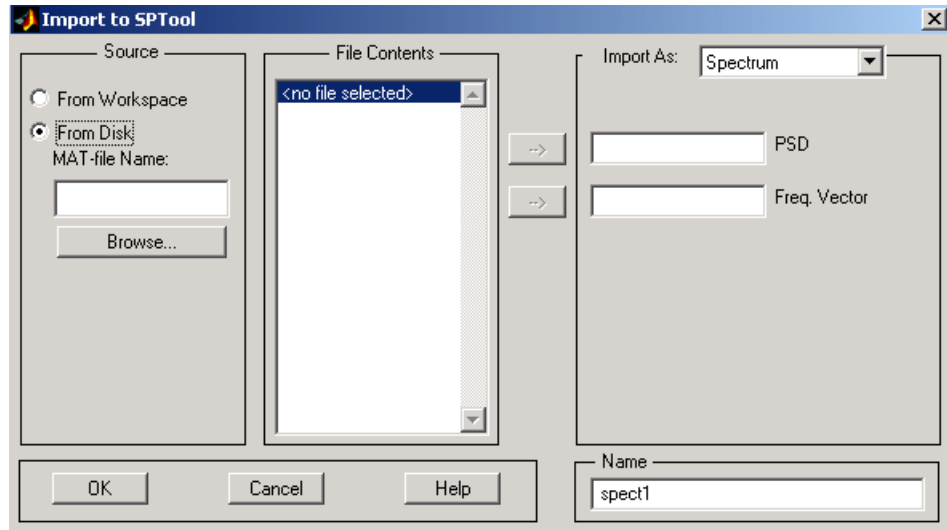 Import to SPTool
Source
From Workspace
From Disk
MAT-file Name:
Browse...
File Contents
<no file selected>
-->
-->
Import As:
Spectrum
PSD
Freq. Vector
OK
Cancel
Help
Name
spect1